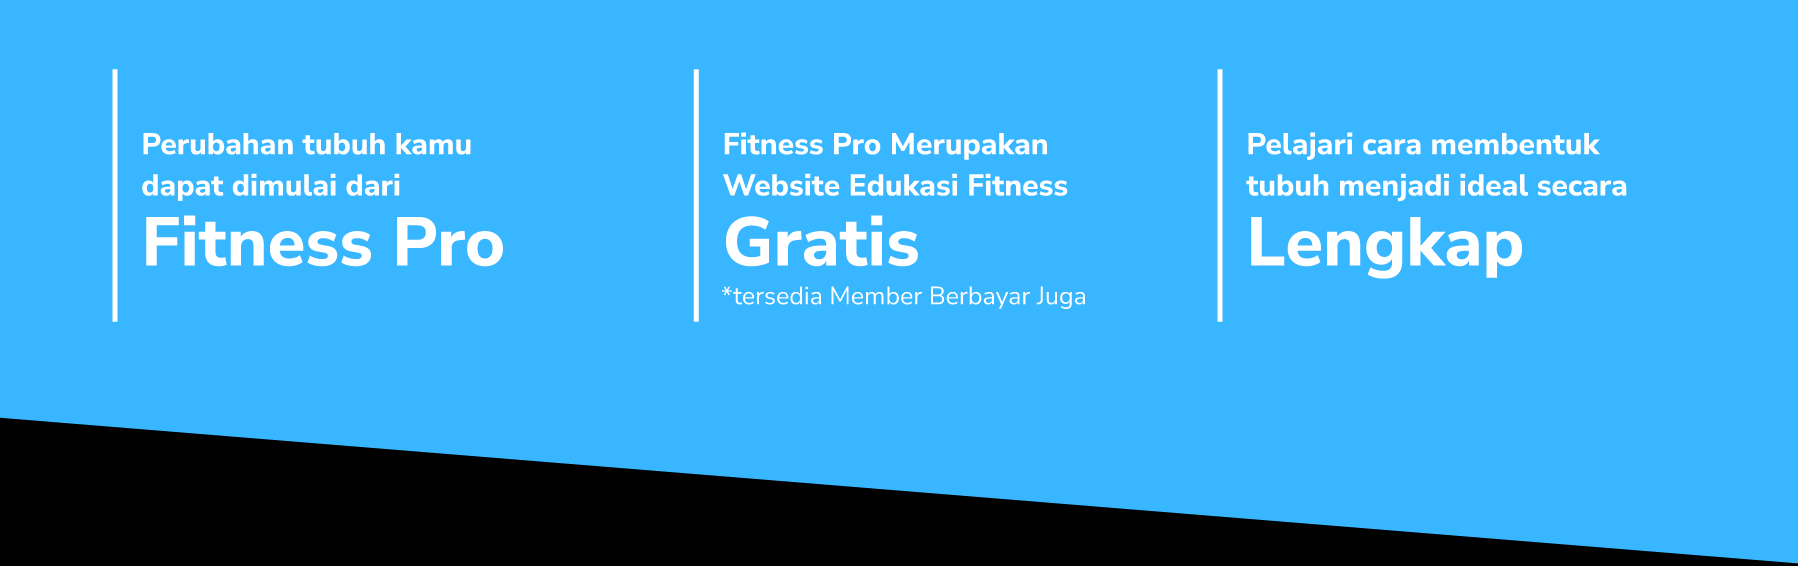 Perubahan tubuh kamu
dapat dimulai dari
Fitness Pro
Fitness Pro Merupakan
Website Edukasi Fitness
Gratis
*tersedia Member Berbayar Juga
Pelajari cara membentuk
tubuh menjadi ideal secara
Lengkap